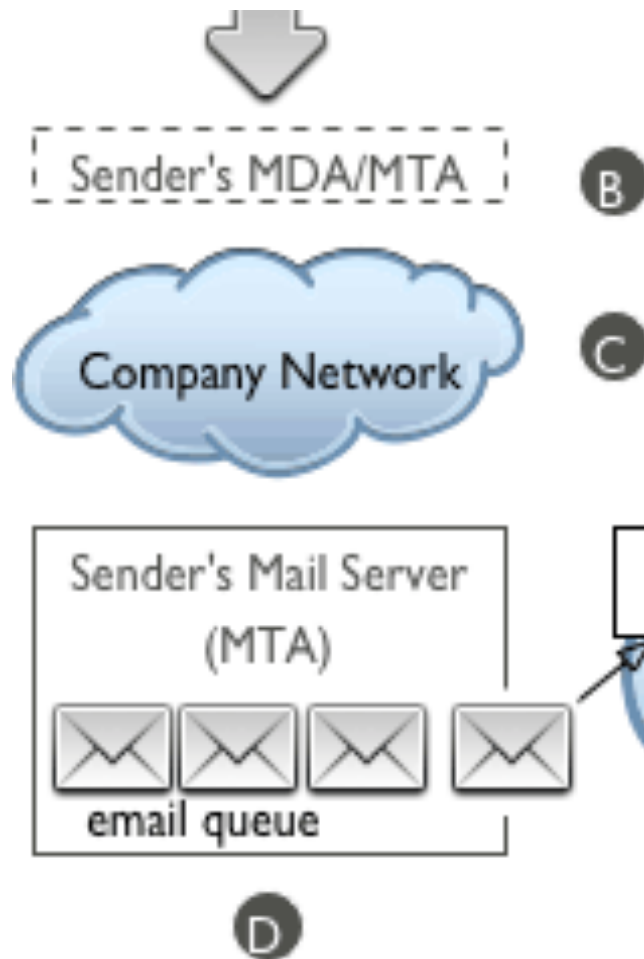 Sender's MDA/MTA
B
Company Network
C
Sender's Mail Server
(MTA)
email queue
D